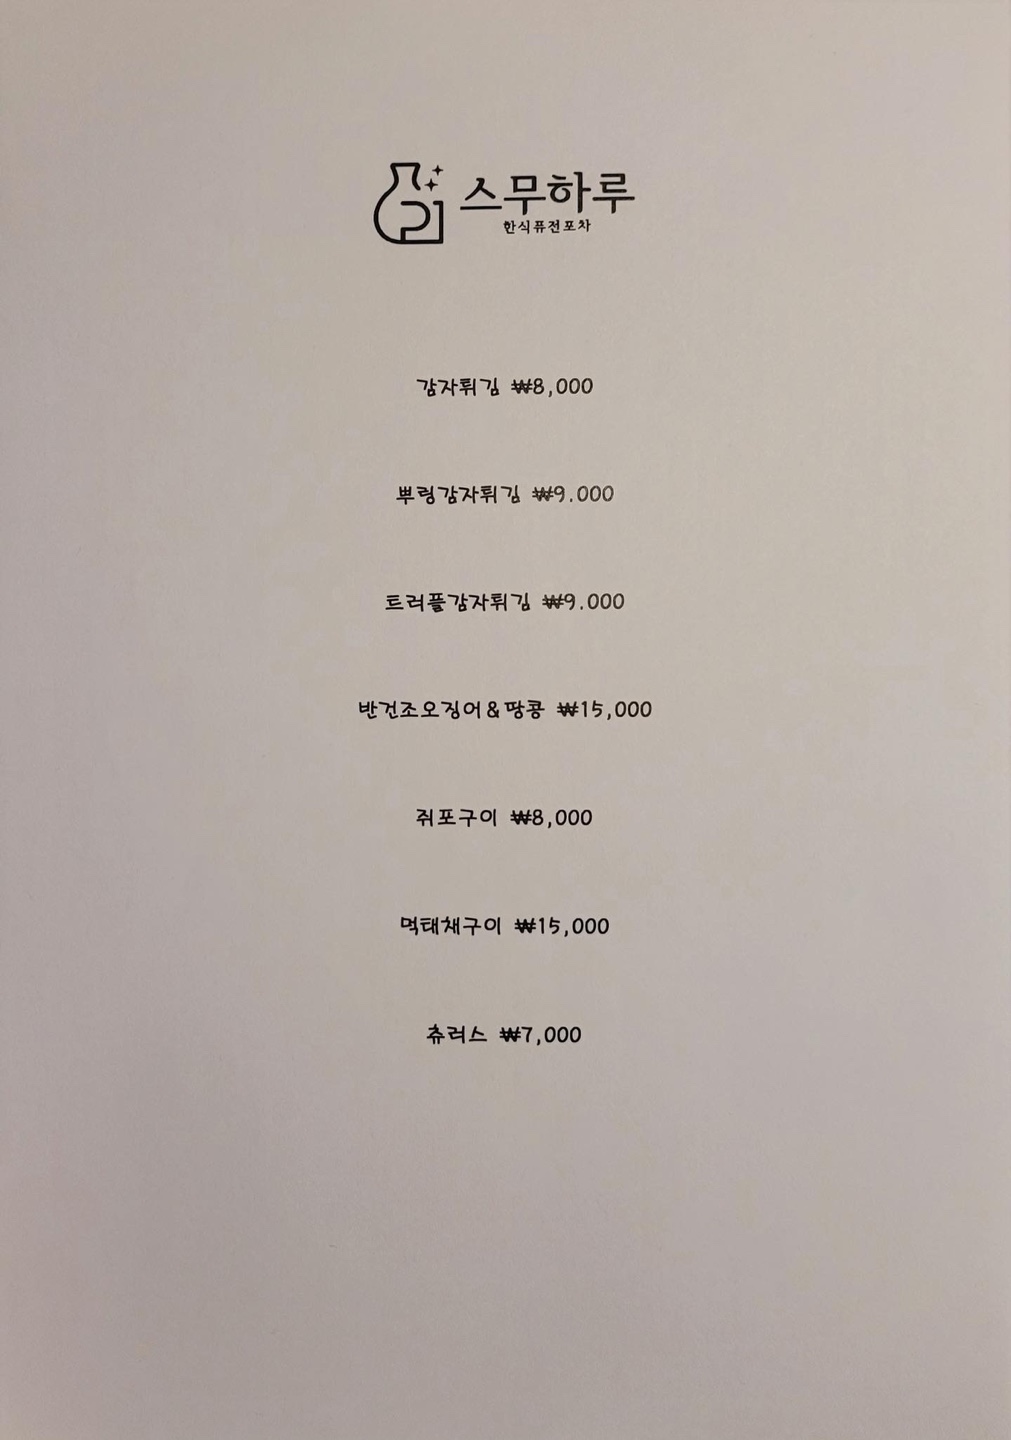 스무하루
한식퓨전포차
감자튀김 ₩8,000
뿌링감자튀김 ₩9.000
트러플감자튀김 ₩9.000
반건조오징어&땅콩 ₩15,000
쥐포구이 ₩8,000
먹태채구이 ₩15,000
츄러스 ₩7,000